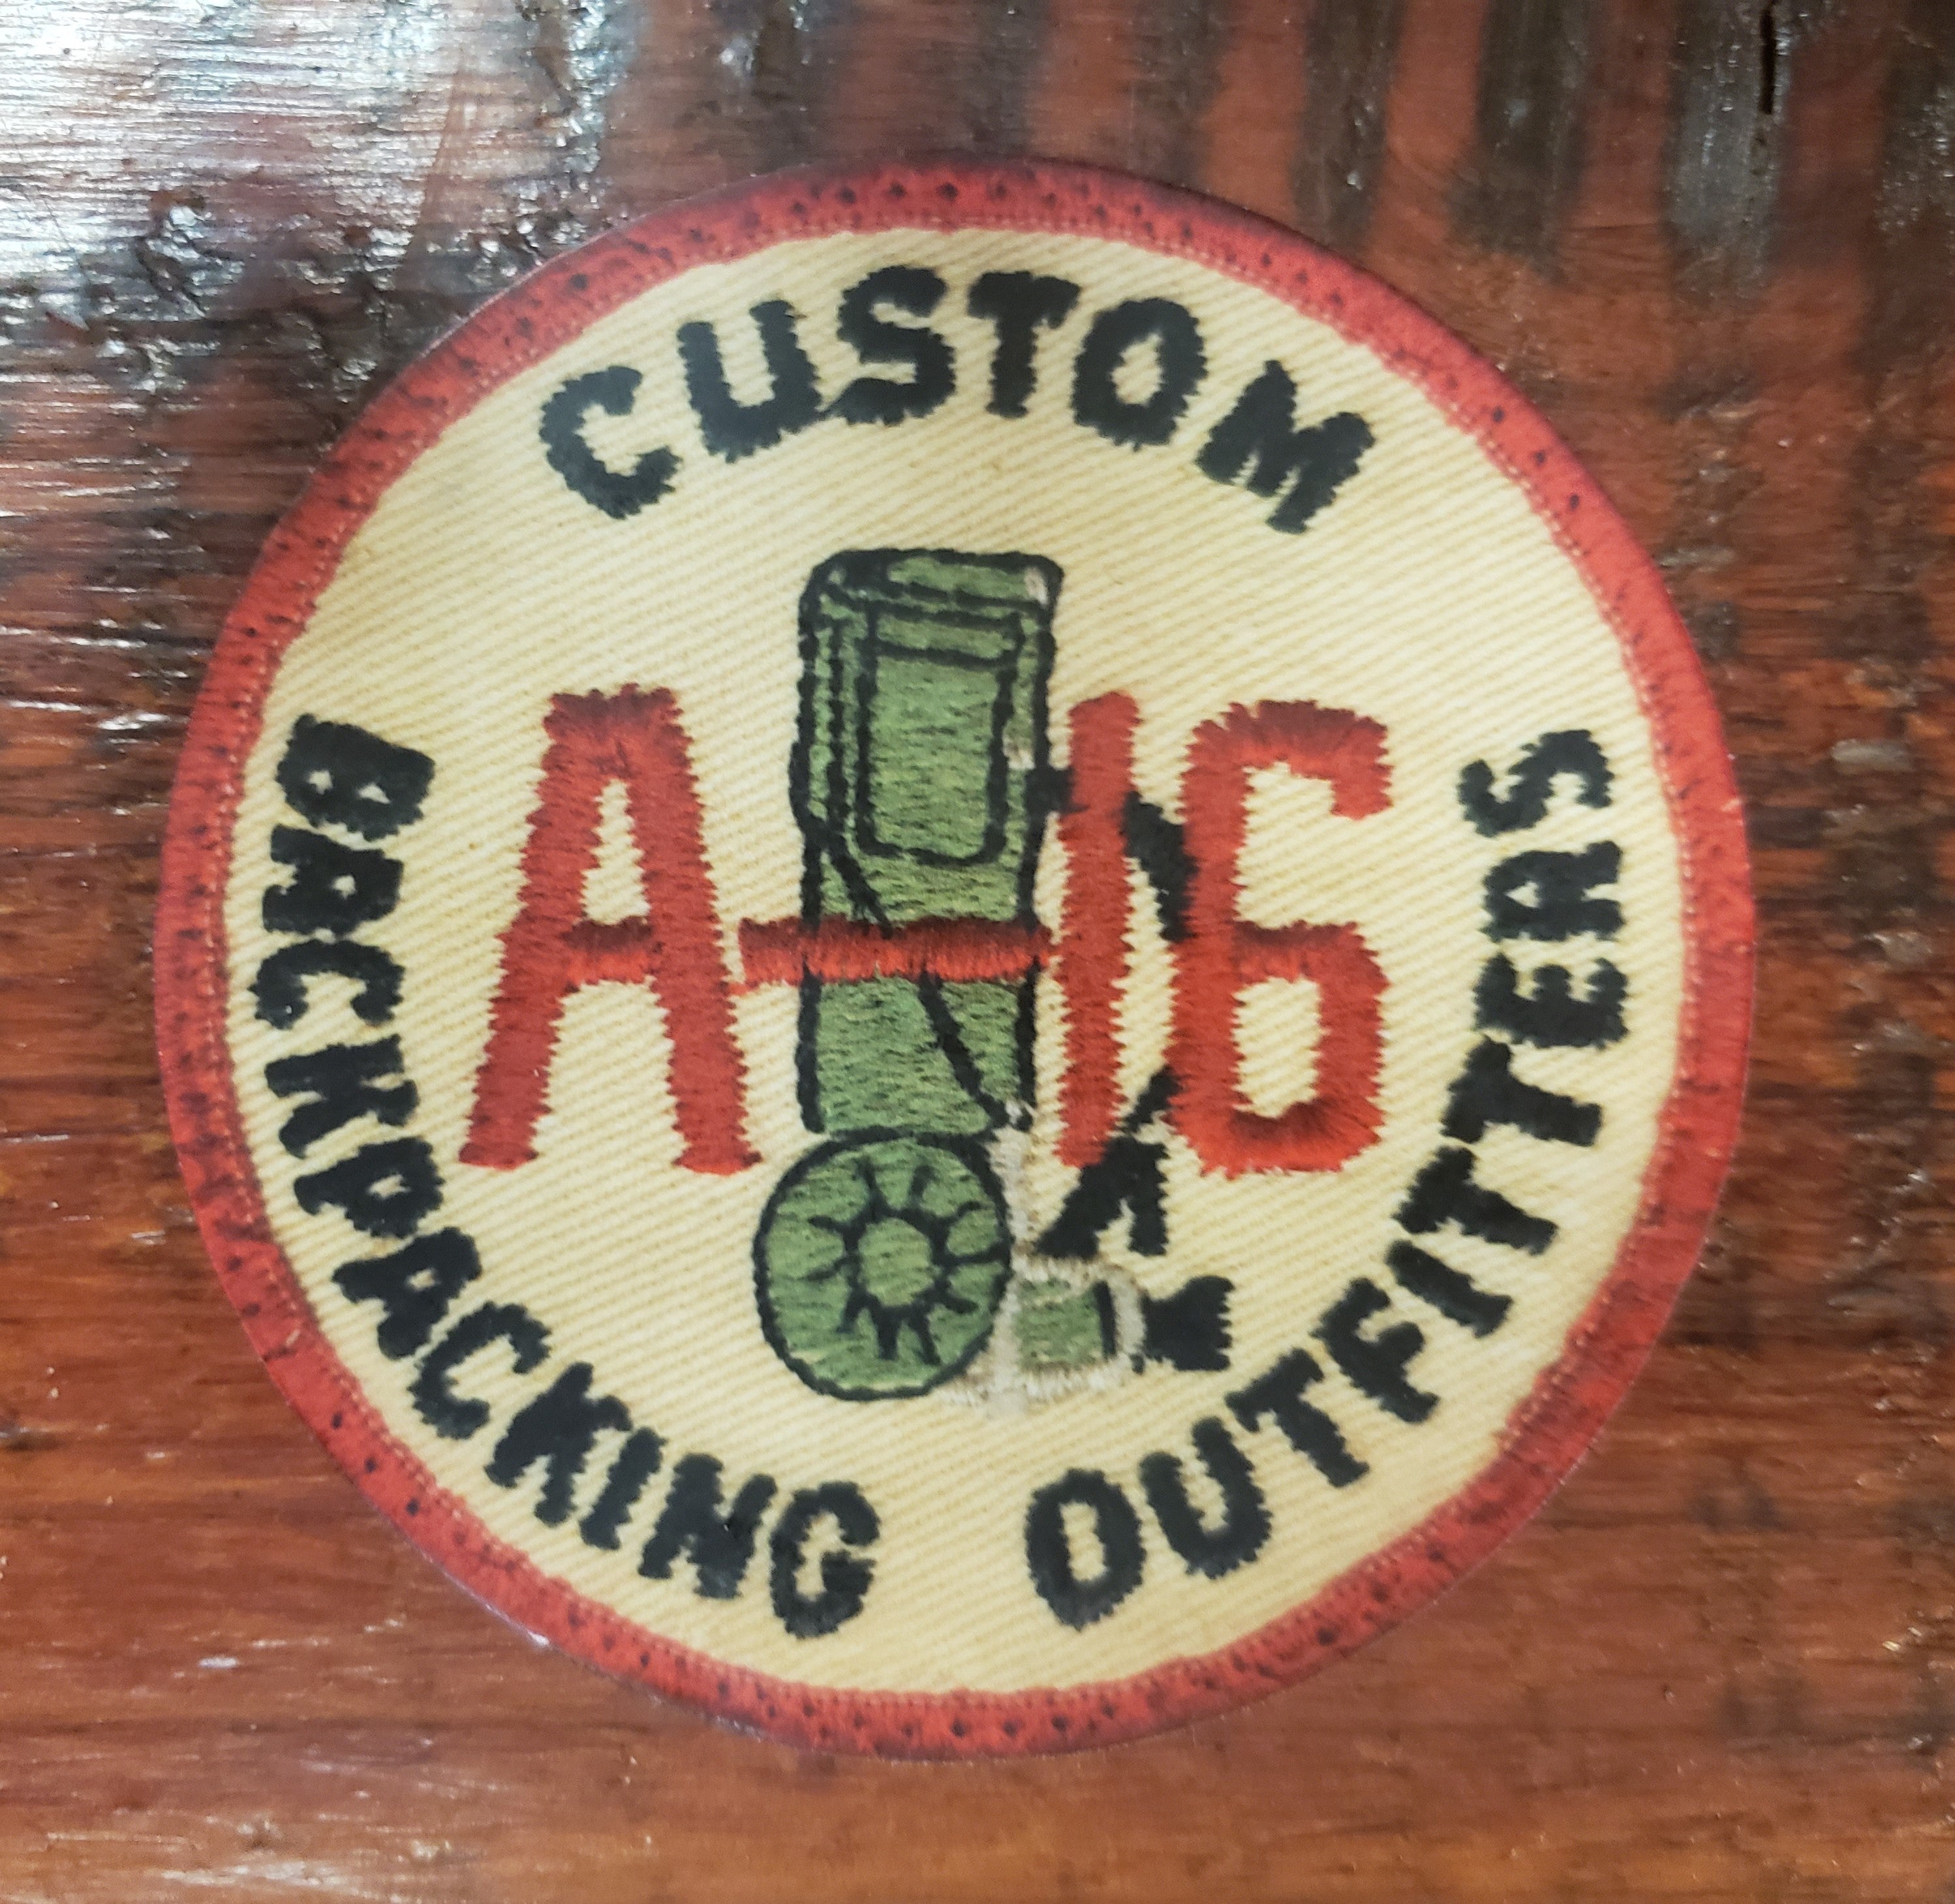 CUSTOM
A-16
BACKPACKING OUTFITTERS